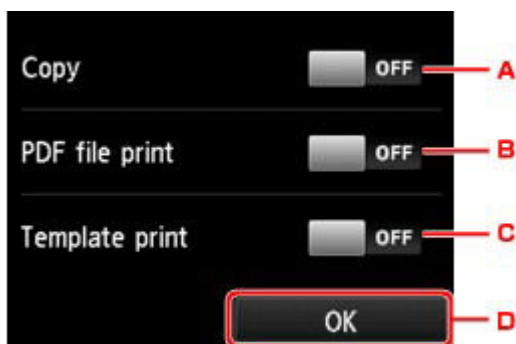 Copy OFF A
PDF file print OFF B
Template print OFF C
OK D